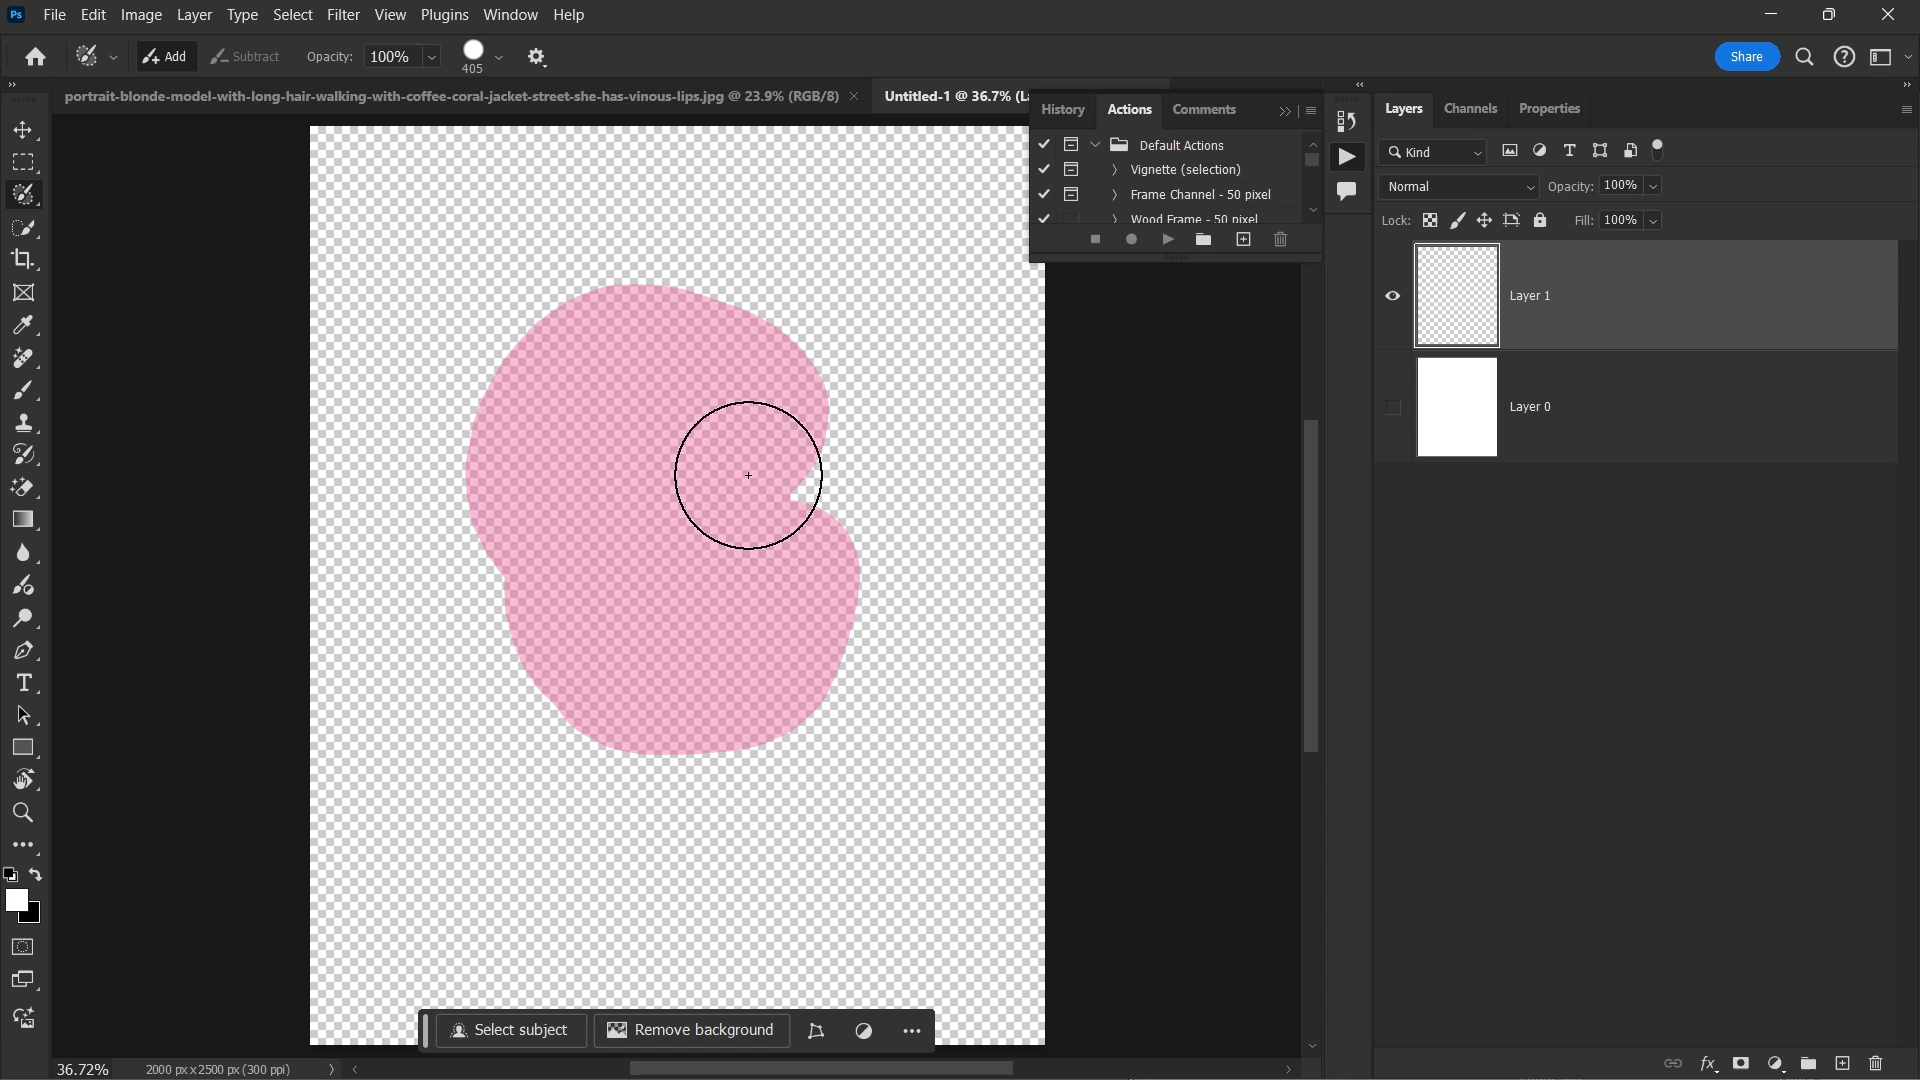 Ps File Edit Image Layer Type Select Filter View Plugins Window Help
Add Subtract Opacity: 100% 405 Share
portrait-blonde-model-with-long-hair-walking-with-coffee-coral-jacket-street-she-has-vinous-lips.jpg @ 23.9% (RGB/8) Untitled-1 @ 36.7% (La
History Actions Comments
Default Actions
Vignette (selection)
Frame Channel - 50 pixel
Wood Frame - 50 pixel
Layers Channels Properties
Kind
Normal Opacity: 100%
Lock: Fill: 100%
Layer 1
Layer 0
Select subject Remove background
36.72% 2000 px x 2500 px (300 ppi)